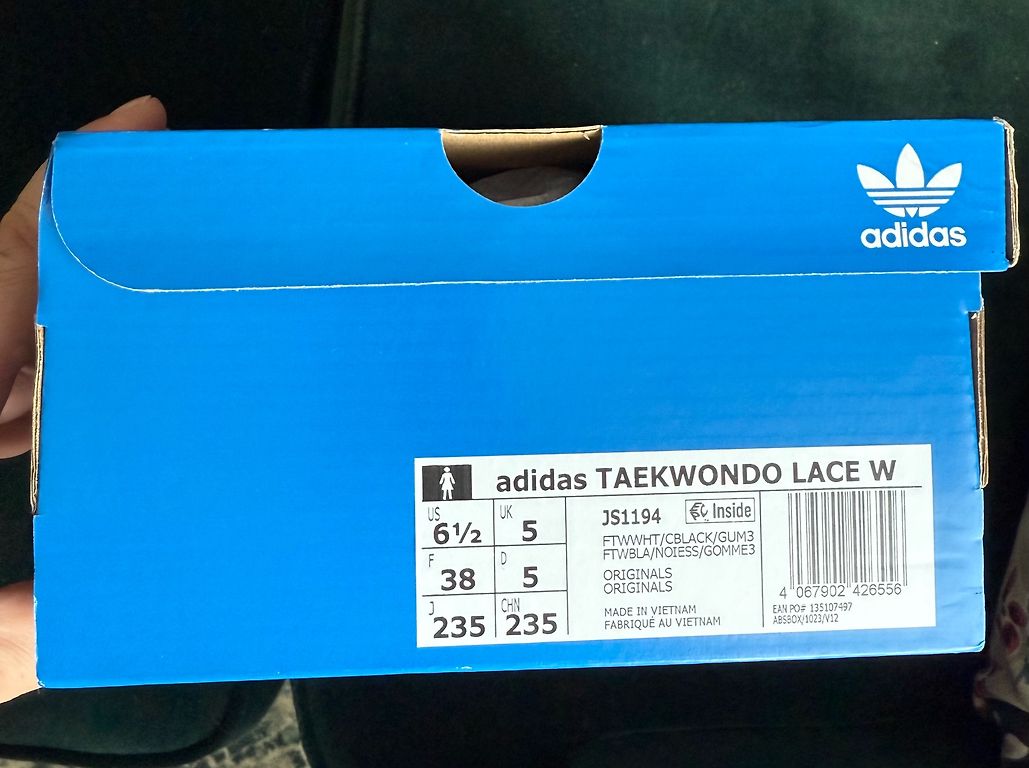 adidas
adidas TAEKWONDO LACE W
US 6½ UK 5
F 38 D 5
J 235 CHN 235
JS1194
Inside
FTWWHT/CBLACK/GUM3
FTWBLA/NOIESS/GOMME3
ORIGINALS
ORIGINALS
MADE IN VIETNAM
FABRIQUÉ AU VIETNAM
4 067902 426556
EAN PO# 135107497
ABSBOX/1023/V12